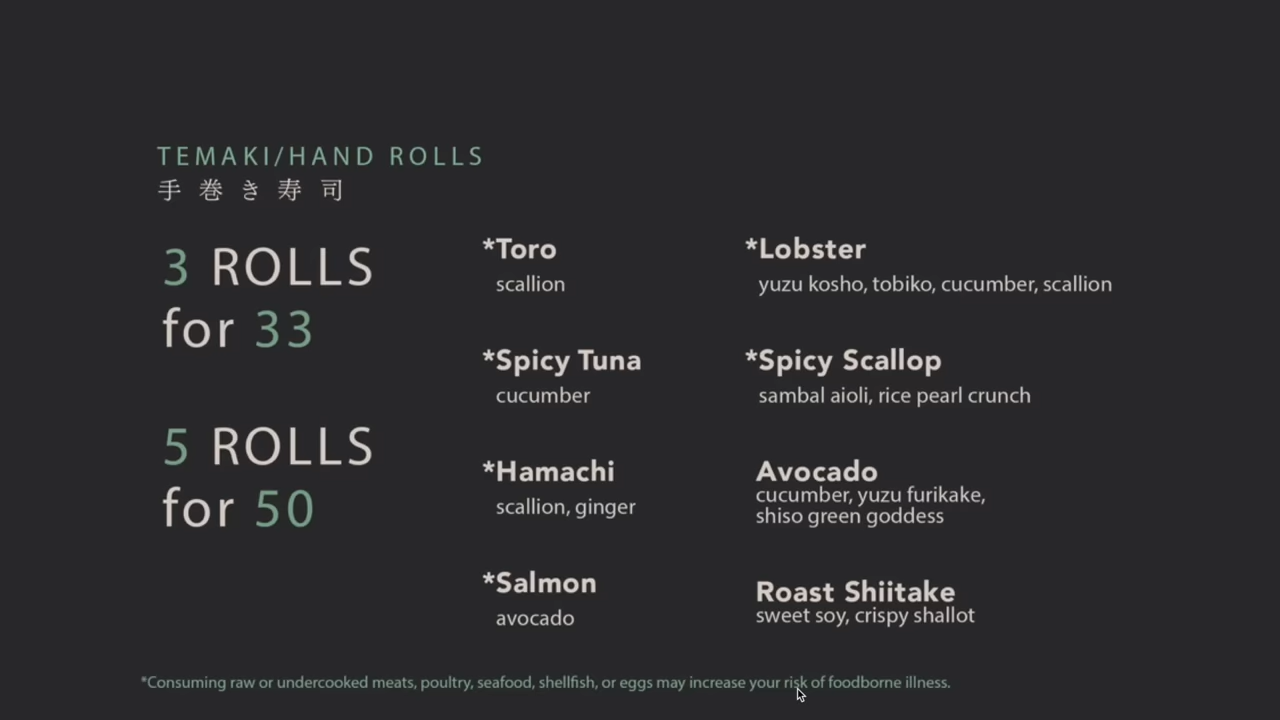 TEMAKI/HAND ROLLS
手巻き寿司
3 ROLLS
for 33
5 ROLLS
for 50
*Toro
scallion
*Spicy Tuna
cucumber
*Hamachi
scallion, ginger
*Salmon
avocado
*Lobster
yuzu kosho, tobiko, cucumber, scallion
*Spicy Scallop
sambal aioli, rice pearl crunch
Avocado
cucumber, yuzu furikake,
shiso green goddess
Roast Shiitake
sweet soy, crispy shallot
*Consuming raw or undercooked meats, poultry, seafood, shellfish, or eggs may increase your risk of foodborne illness.